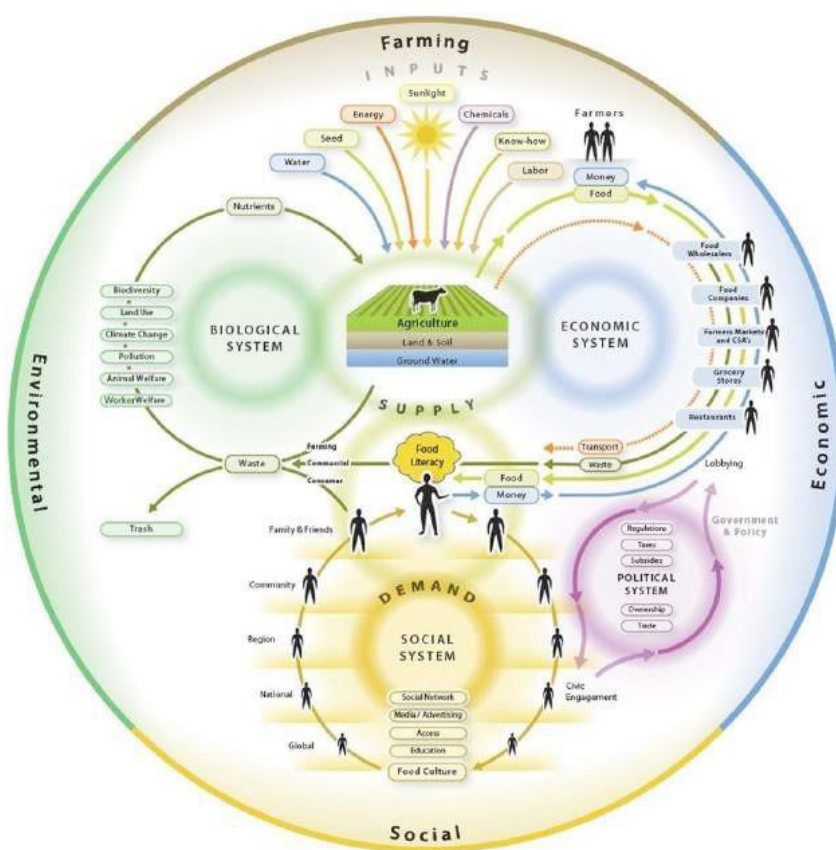 Farming
INPUTS
Sunlight
Energy
Chemicals
Seed
Know-how
Water
Labor
Farmers
Money
Food
Nutrients
Food
Wholesalers
Food
Companies
Farmers Markets
and CSA's
Grocery
Stores
Restaurants
Biodiversity
Land Use
Climate Change
Pollution
Animal Welfare
WorkerWelfare
BIOLOGICAL
SYSTEM
Agriculture
Land & Soil
Ground Water
ECONOMIC
SYSTEM
Environmental
Economic
SUPPLY
Farming
Commercial
Consumer
Waste
Food
Literacy
Transport
Waste
Food
Money
Lobbying
Trash
Family & Friends
Government
& Policy
Regulations
Taxes
Subsidies
POLITICAL
SYSTEM
Ownership
Trade
Community
DEMAND
Region
SOCIAL
SYSTEM
National
Civic
Engagement
Social Network
Media / Advertising
Access
Education
Global
Food Culture
Social